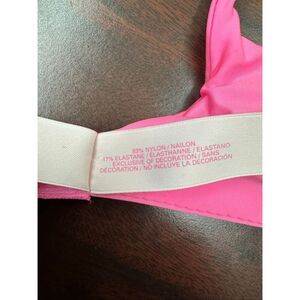 83% NYLON / NAILON
17% ELASTANE / ÉLASTHANNE / ELASTANO
EXCLUSIVE OF DECORATION / SANS
DÉCORATION / NO INCLUYE LA DECORACIÓN